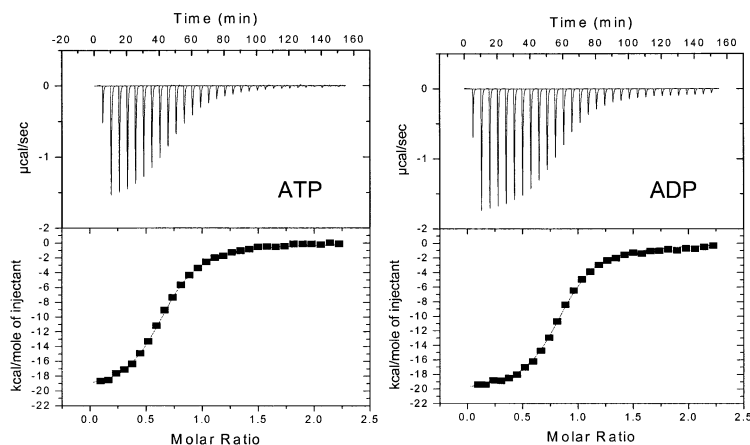 Time (min)
-20 0 20 40 60 80 100 120 140 160
0
-1
-2
µcal/sec
ATP
0
-2
-4
-6
-8
-10
-12
-14
-16
-18
-20
-22
kcal/mole of injectant
0.0 0.5 1.0 1.5 2.0 2.5
Molar Ratio
Time (min)
0 20 40 60 80 100 120 140 160
0
-1
-2
µcal/sec
ADP
0
-2
-4
-6
-8
-10
-12
-14
-16
-18
-20
-22
kcal/mole of injectant
0.0 0.5 1.0 1.5 2.0 2.5
Molar Ratio